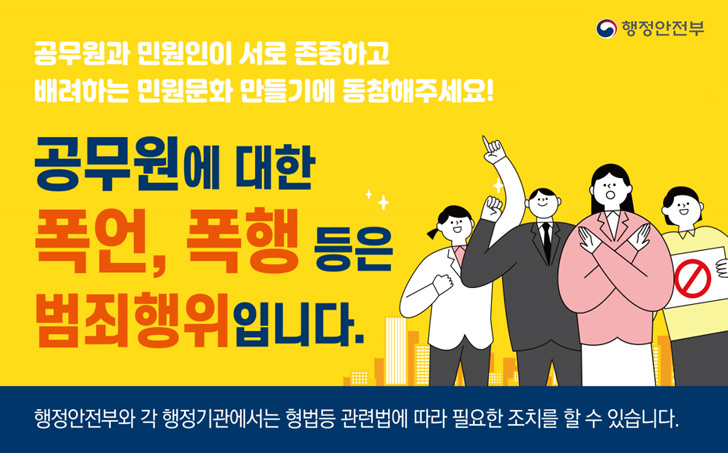 행정안전부
공무원과 민원인이 서로 존중하고
배려하는 민원문화 만들기에 동참해주세요!
공무원에 대한
폭언, 폭행 등은
범죄행위입니다.
행정안전부와 각 행정기관에서는 형법등 관련법에 따라 필요한 조치를 할 수 있습니다.